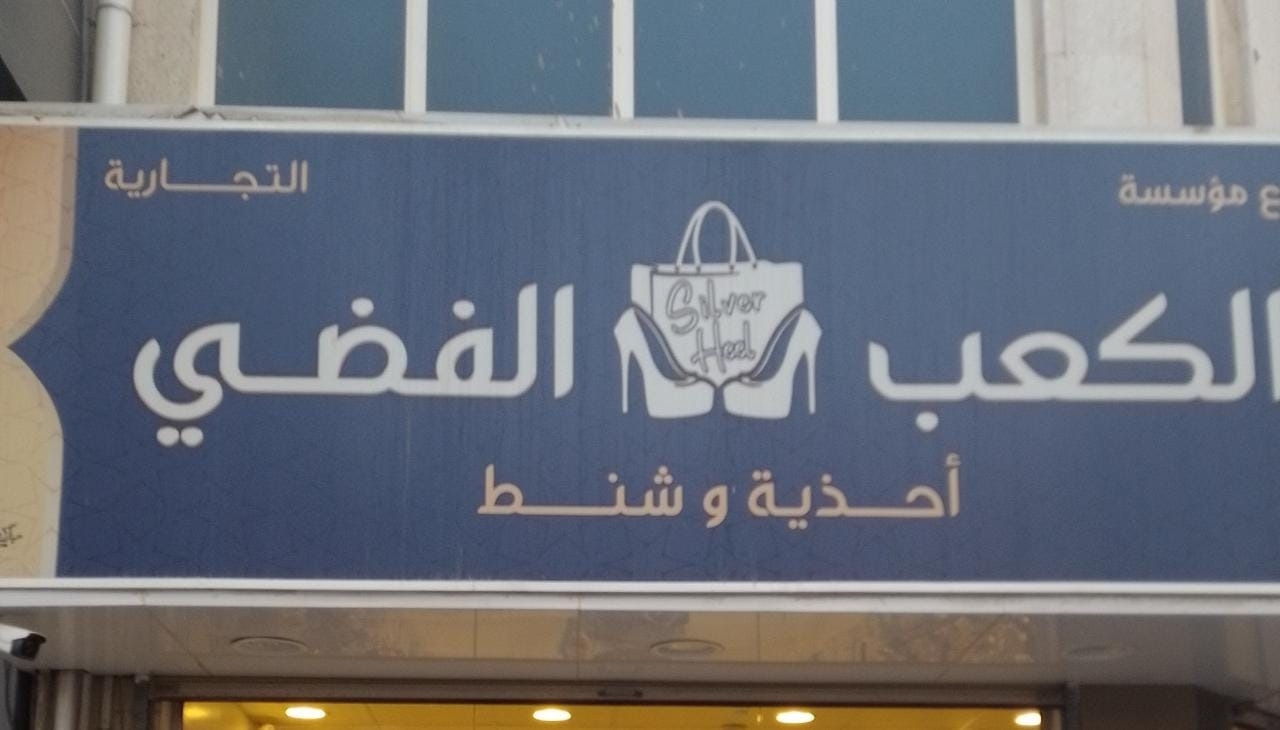 مؤسسة التجارية
الكعب الفضي
Silver
Heel
أحذية و شنط